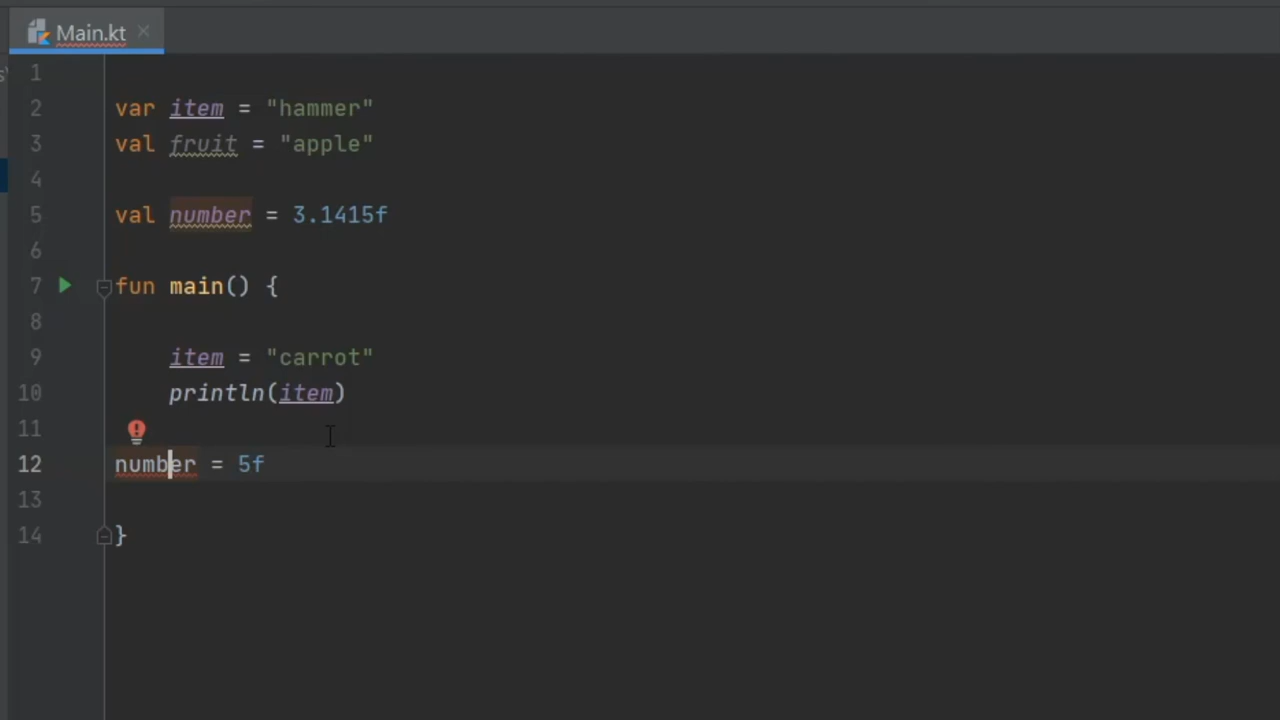 Main.kt
1
2 var item = "hammer"
3 val fruit = "apple"
4
5 val number = 3.1415f
6
7 fun main() {
8
9 item = "carrot"
10 println(item)
11
12 number = 5f
13
14 }